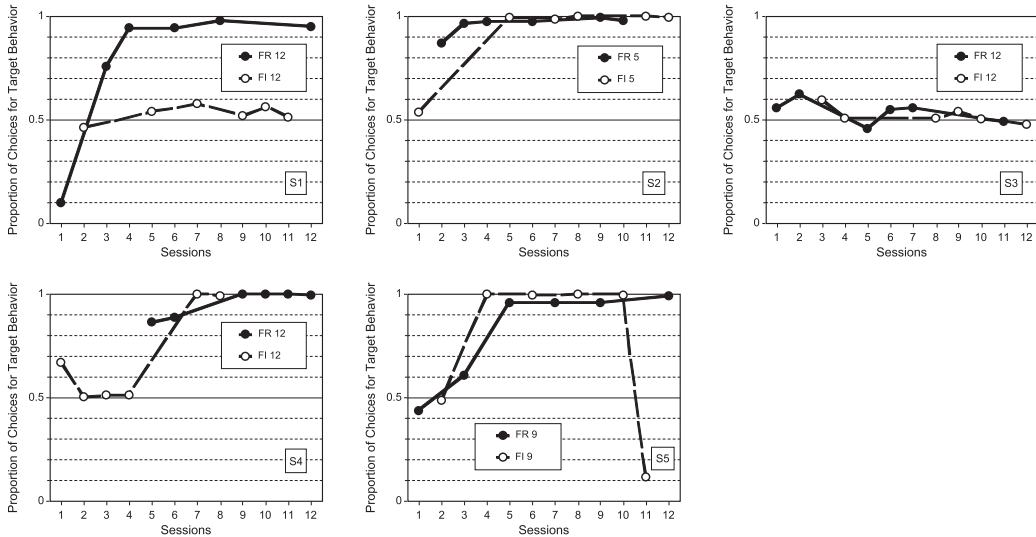 Proportion of Choices for Target Behavior
1
0.5
0
FR 12
FI 12
S1
1 2 3 4 5 6 7 8 9 10 11 12
Sessions
Proportion of Choices for Target Behavior
1
0.5
0
FR 5
FI 5
S2
1 2 3 4 5 6 7 8 9 10 11 12
Sessions
Proportion of Choices for Target Behavior
1
0.5
0
FR 12
FI 12
S3
1 2 3 4 5 6 7 8 9 10 11 12
Sessions
Proportion of Choices for Target Behavior
1
0.5
0
FR 12
FI 12
S4
1 2 3 4 5 6 7 8 9 10 11 12
Sessions
Proportion of Choices for Target Behavior
1
0.5
0
FR 9
FI 9
S5
1 2 3 4 5 6 7 8 9 10 11 12
Sessions